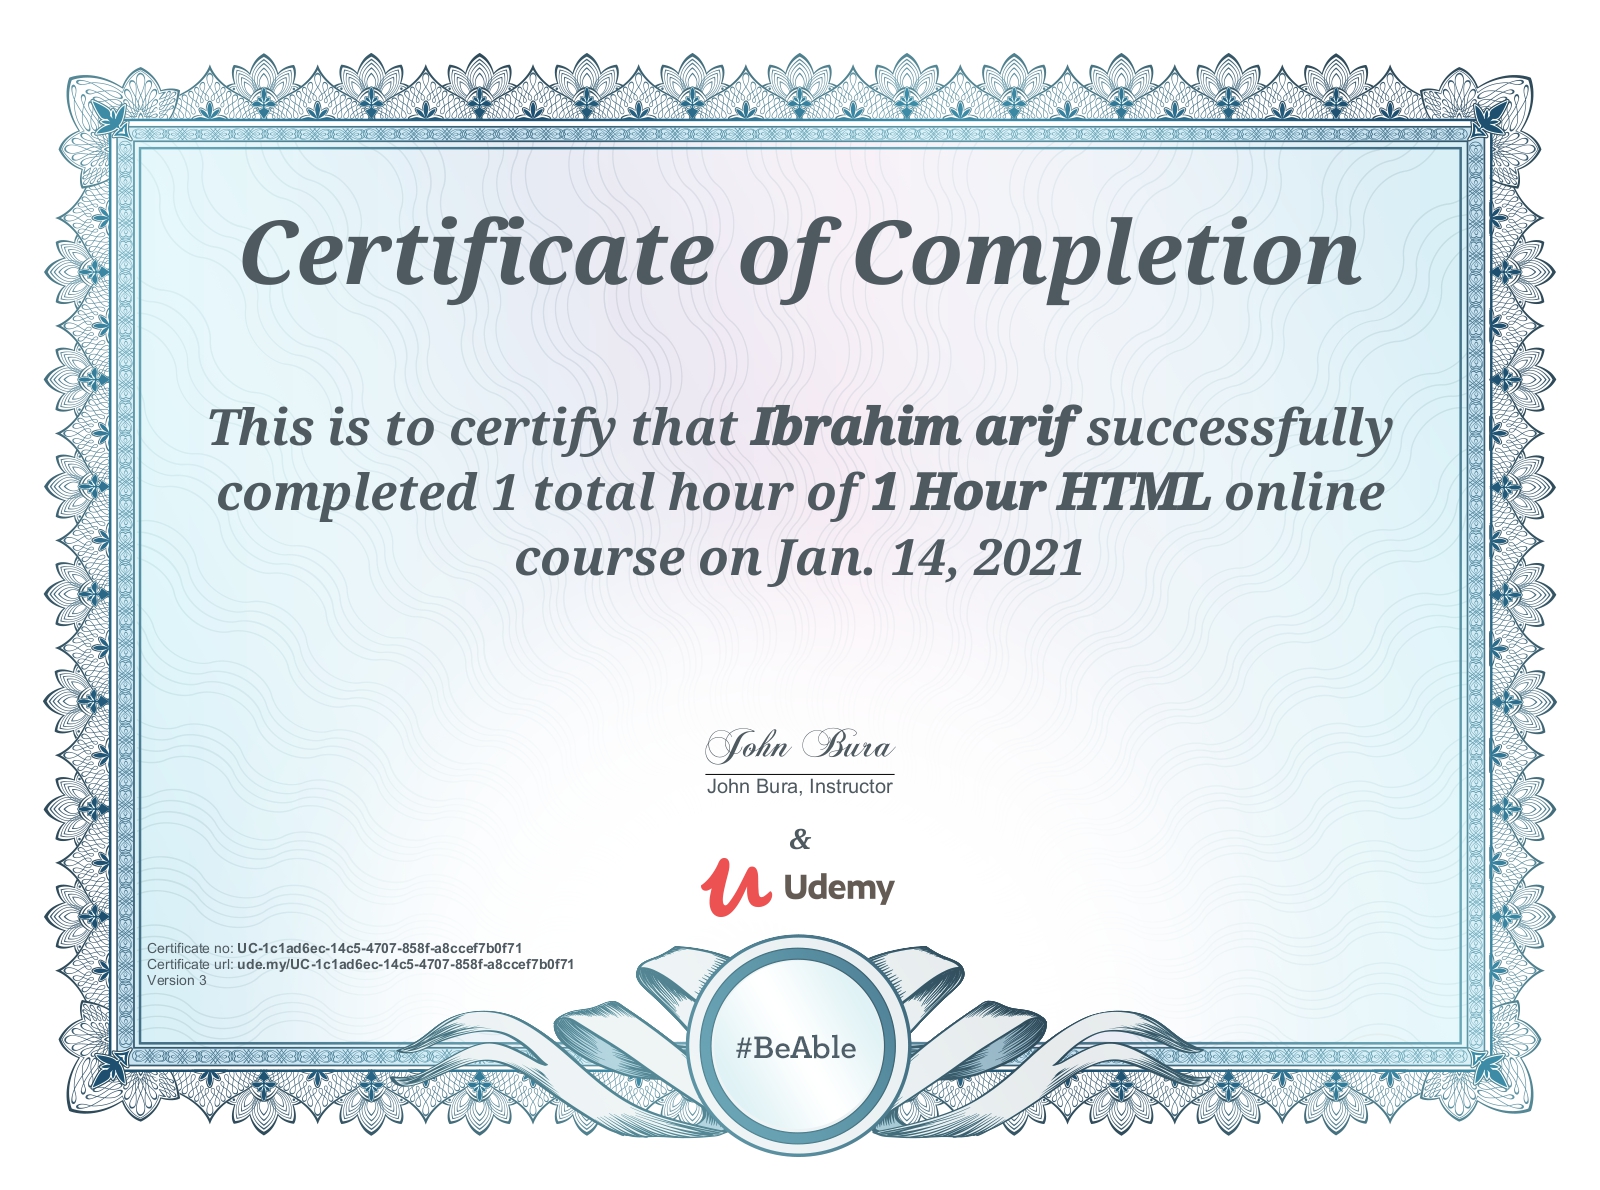 Certificate of Completion
This is to certify that Ibrahim arif successfully
completed 1 total hour of 1 Hour HTML online
course on Jan. 14, 2021
John Bura
John Bura, Instructor
&
Udemy
Certificate no: UC-1c1ad6ec-14c5-4707-858f-a8ccef7b0f71
Certificate url: ude.my/UC-1c1ad6ec-14c5-4707-858f-a8ccef7b0f71
Version 3
#BeAble